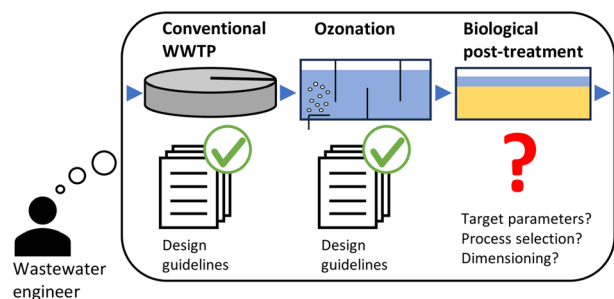 Conventional
WWTP
Ozonation
Biological
post-treatment
?
Design
guidelines
Design
guidelines
Target parameters?
Process selection?
Dimensioning?
Wastewater
engineer